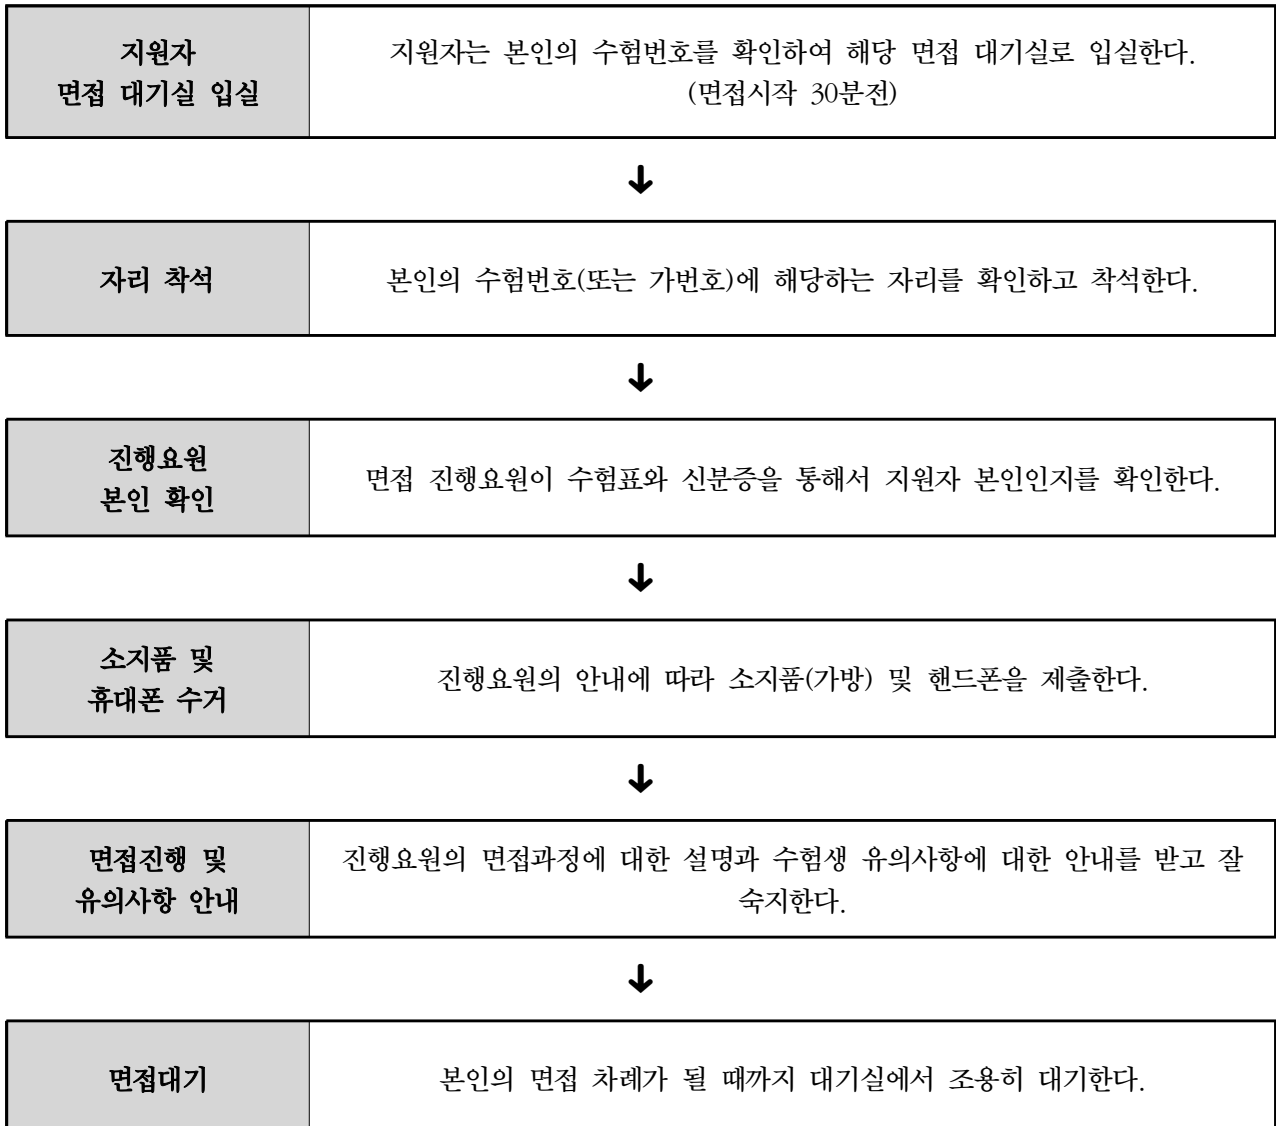 지원자
면접 대기실 입실
지원자는 본인의 수험번호를 확인하여 해당 면접 대기실로 입실한다.
(면접시작 30분전)
↓
자리 착석
본인의 수험번호(또는 가번호)에 해당하는 자리를 확인하고 착석한다.
↓
진행요원
본인 확인
면접 진행요원이 수험표와 신분증을 통해서 지원자 본인인지를 확인한다.
↓
소지품 및
휴대폰 수거
진행요원의 안내에 따라 소지품(가방) 및 핸드폰을 제출한다.
↓
면접진행 및
유의사항 안내
진행요원의 면접과정에 대한 설명과 수험생 유의사항에 대한 안내를 받고 잘
숙지한다.
↓
면접대기
본인의 면접 차례가 될 때까지 대기실에서 조용히 대기한다.